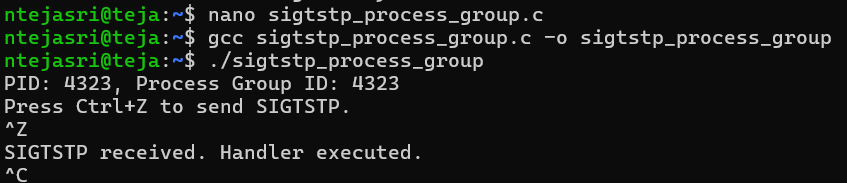 ntejasri@teja:~$ nano sigtstp_process_group.c
ntejasri@teja:~$ gcc sigtstp_process_group.c -o sigtstp_process_group
ntejasri@teja:~$ ./sigtstp_process_group
PID: 4323, Process Group ID: 4323
Press Ctrl+Z to send SIGTSTP.
^Z
SIGTSTP received. Handler executed.
^C